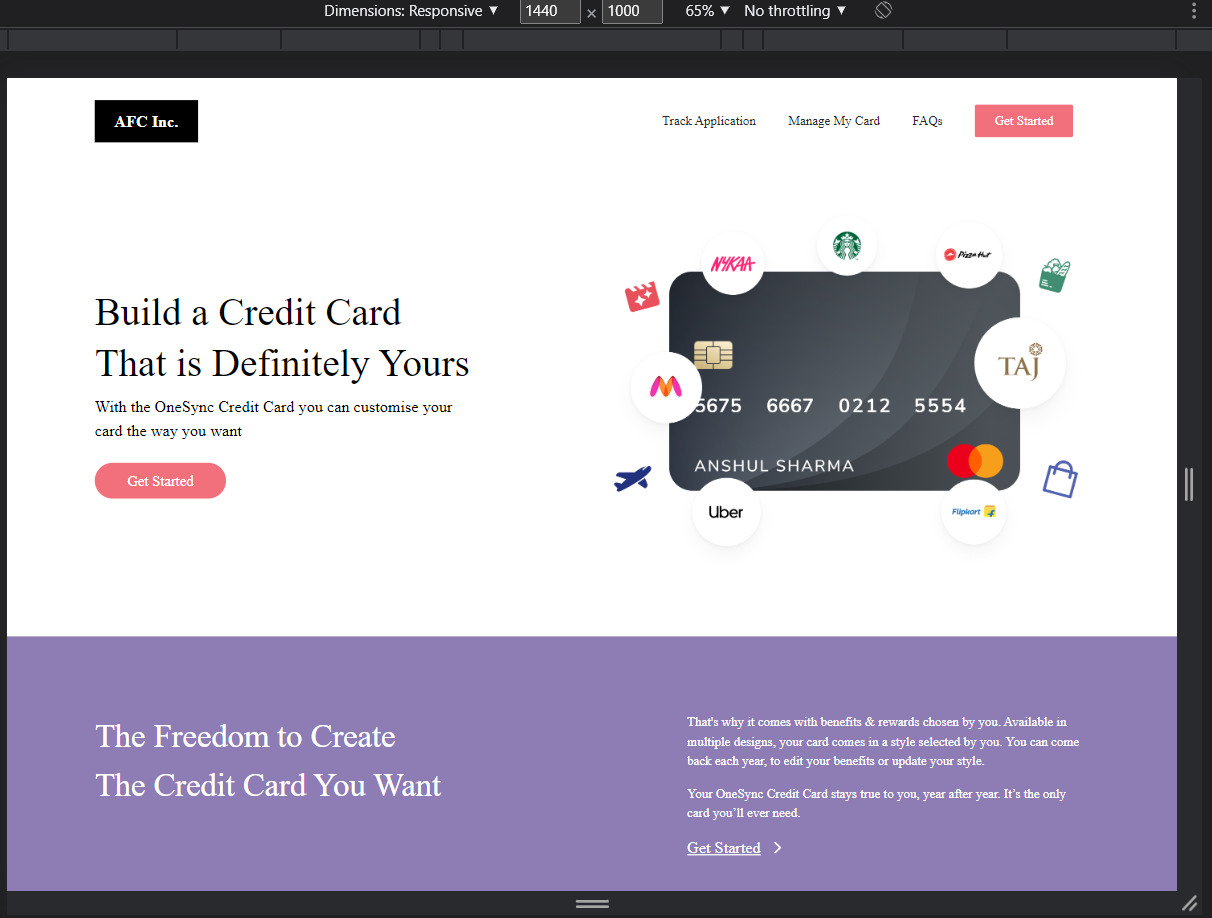 Dimensions: Responsive ▼ 1440 × 1000 65% ▼ No throttling ▼
AFC Inc.
Track Application Manage My Card FAQs Get Started
NYKAA
Pizza Hut
Build a Credit Card
That is Definitely Yours
With the OneSync Credit Card you can customise your
card the way you want
Get Started
TAJ
5675 6667 0212 5554
ANSHUL SHARMA
Uber
Flipkart
The Freedom to Create
The Credit Card You Want
That's why it comes with benefits & rewards chosen by you. Available in
multiple designs, your card comes in a style selected by you. You can come
back each year, to edit your benefits or update your style.
Your OneSync Credit Card stays true to you, year after year. It’s the only
card you’ll ever need.
Get Started